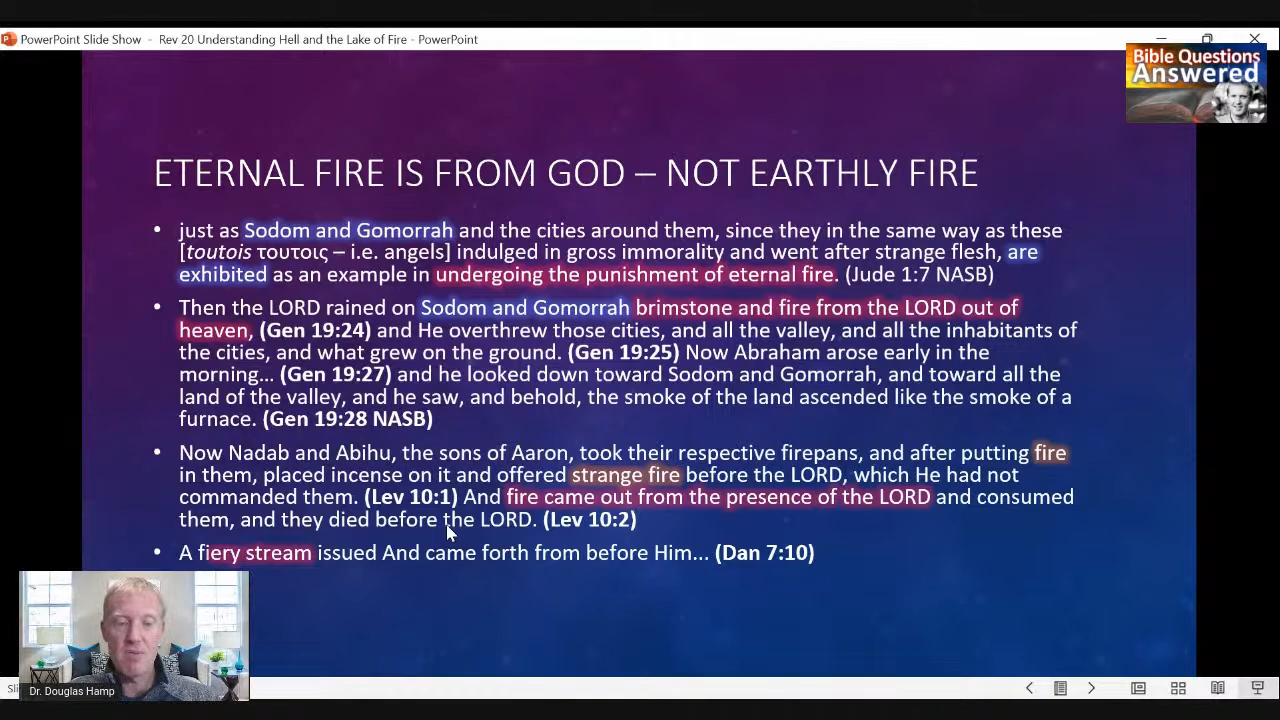 PowerPoint Slide Show - Rev 20 Understanding Hell and the Lake of Fire - PowerPoint
Bible Questions
Answered
ETERNAL FIRE IS FROM GOD – NOT EARTHLY FIRE
• just as Sodom and Gomorrah and the cities around them, since they in the same way as these
[toutois τουτοις – i.e. angels] indulged in gross immorality and went after strange flesh, are
exhibited as an example in undergoing the punishment of eternal fire. (Jude 1:7 NASB)
• Then the LORD rained on Sodom and Gomorrah brimstone and fire from the LORD out of
heaven, (Gen 19:24) and He overthrew those cities, and all the valley, and all the inhabitants of
the cities, and what grew on the ground. (Gen 19:25) Now Abraham arose early in the
morning... (Gen 19:27) and he looked down toward Sodom and Gomorrah, and toward all the
land of the valley, and he saw, and behold, the smoke of the land ascended like the smoke of a
furnace. (Gen 19:28 NASB)
• Now Nadab and Abihu, the sons of Aaron, took their respective firepans, and after putting fire
in them, placed incense on it and offered strange fire before the LORD, which He had not
commanded them. (Lev 10:1) And fire came out from the presence of the LORD and consumed
them, and they died before the LORD. (Lev 10:2)
• A fiery stream issued And came forth from before Him... (Dan 7:10)
Dr. Douglas Hamp